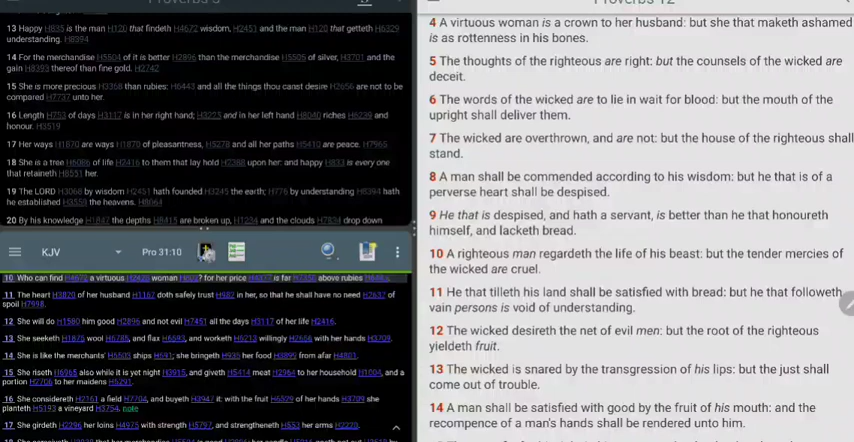 13 Happy H835 is the man H120 that findeth H4672 wisdom, H2451 and the man H120 that getteth H6329
understanding. H8394
14 For the merchandise H5504 of it is better H2896 than the merchandise H5505 of silver, H3701 and the
gain H8393 thereof than fine gold. H2742
15 She is more precious H3368 than rubies: H6443 and all the things thou canst desire H2656 are not to be
compared H7737 unto her.
16 Length H753 of days H3117 is in her right hand; H3225 and in her left hand H8040 riches H6239 and
honour. H3519
17 Her ways H1870 are ways H1870 of pleasantness, H5278 and all her paths H5410 are peace. H7965
18 She is a tree H6086 of life H2416 to them that lay hold H2388 upon her: and happy H833 is every one
that retaineth H8551 her.
19 The LORD H3068 by wisdom H2451 hath founded H3245 the earth; H776 by understanding H8394 hath
he established H3559 the heavens. H8064
20 By his knowledge H1847 the depths H8415 are broken up, H1234 and the clouds H7834 drop down
KJV Pro 31:10
10 Who can find H4672 a virtuous H2428 woman H802? for her price H4377 is far H7350 above rubies H6443.
11 The heart H3820 of her husband H1167 doth safely trust H982 in her, so that he shall have no need H2637 of
spoil H7998.
12 She will do H1580 him good H2896 and not evil H7451 all the days H3117 of her life H2416.
13 She seeketh H1875 wool H6785, and flax H6593, and worketh H6213 willingly H2656 with her hands H3709.
14 She is like the merchants' H5503 ships H591; she bringeth H935 her food H3899 from afar H4801.
15 She riseth H6965 also while it is yet night H3915, and giveth H5414 meat H2964 to her household H1004, and a
portion H2706 to her maidens H5291.
16 She considereth H2161 a field H7704, and buyeth H3947 it: with the fruit H6529 of her hands H3709 she
planteth H5193 a vineyard H3754. note
17 She girdeth H2296 her loins H4975 with strength H5797, and strengtheneth H553 her arms H2220.
Proverbs 12
4 A virtuous woman is a crown to her husband: but she that maketh ashamed
is as rottenness in his bones.
5 The thoughts of the righteous are right: but the counsels of the wicked are
deceit.
6 The words of the wicked are to lie in wait for blood: but the mouth of the
upright shall deliver them.
7 The wicked are overthrown, and are not: but the house of the righteous shall
stand.
8 A man shall be commended according to his wisdom: but he that is of a
perverse heart shall be despised.
9 He that is despised, and hath a servant, is better than he that honoureth
himself, and lacketh bread.
10 A righteous man regardeth the life of his beast: but the tender mercies of
the wicked are cruel.
11 He that tilleth his land shall be satisfied with bread: but he that followeth
vain persons is void of understanding.
12 The wicked desireth the net of evil men: but the root of the righteous
yieldeth fruit.
13 The wicked is snared by the transgression of his lips: but the just shall
come out of trouble.
14 A man shall be satisfied with good by the fruit of his mouth: and the
recompence of a man's hands shall be rendered unto him.